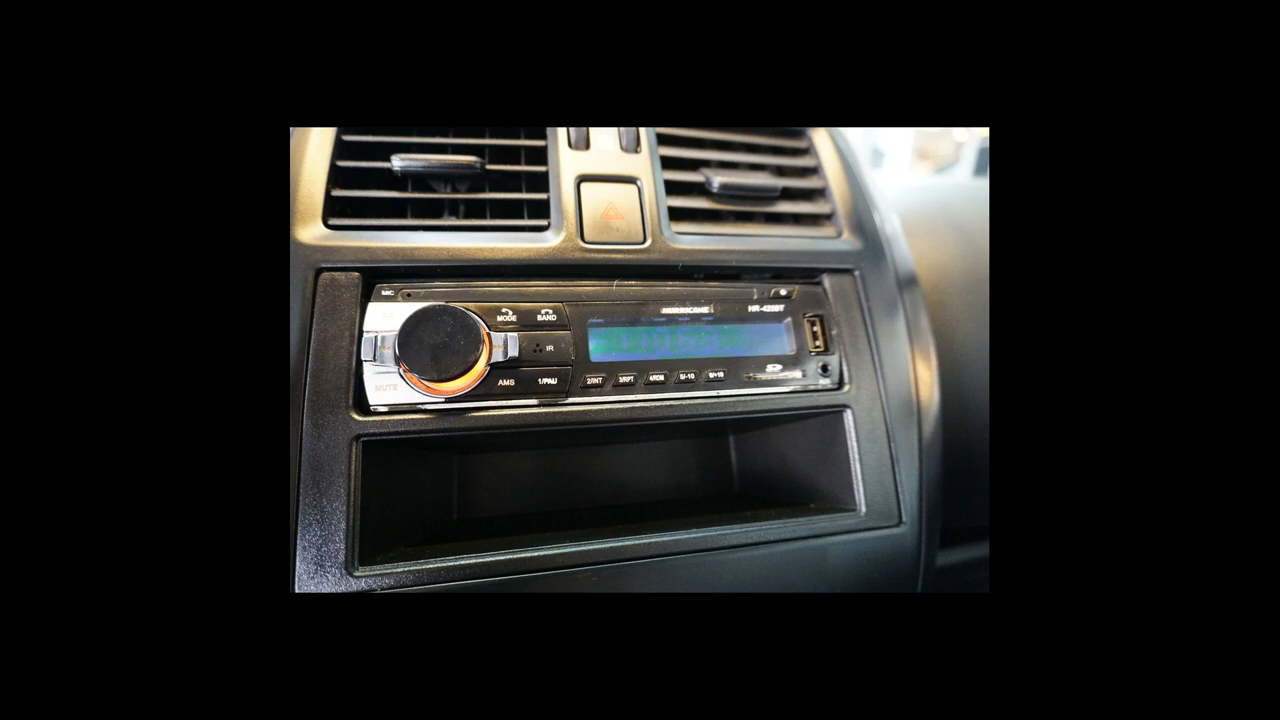 MIC
HURRICANE HR-435BT
MODE BAND
IR
MUTE AMS 1/PAU 2/INT 3/RPT 4/RDM 5/-10 6/+10